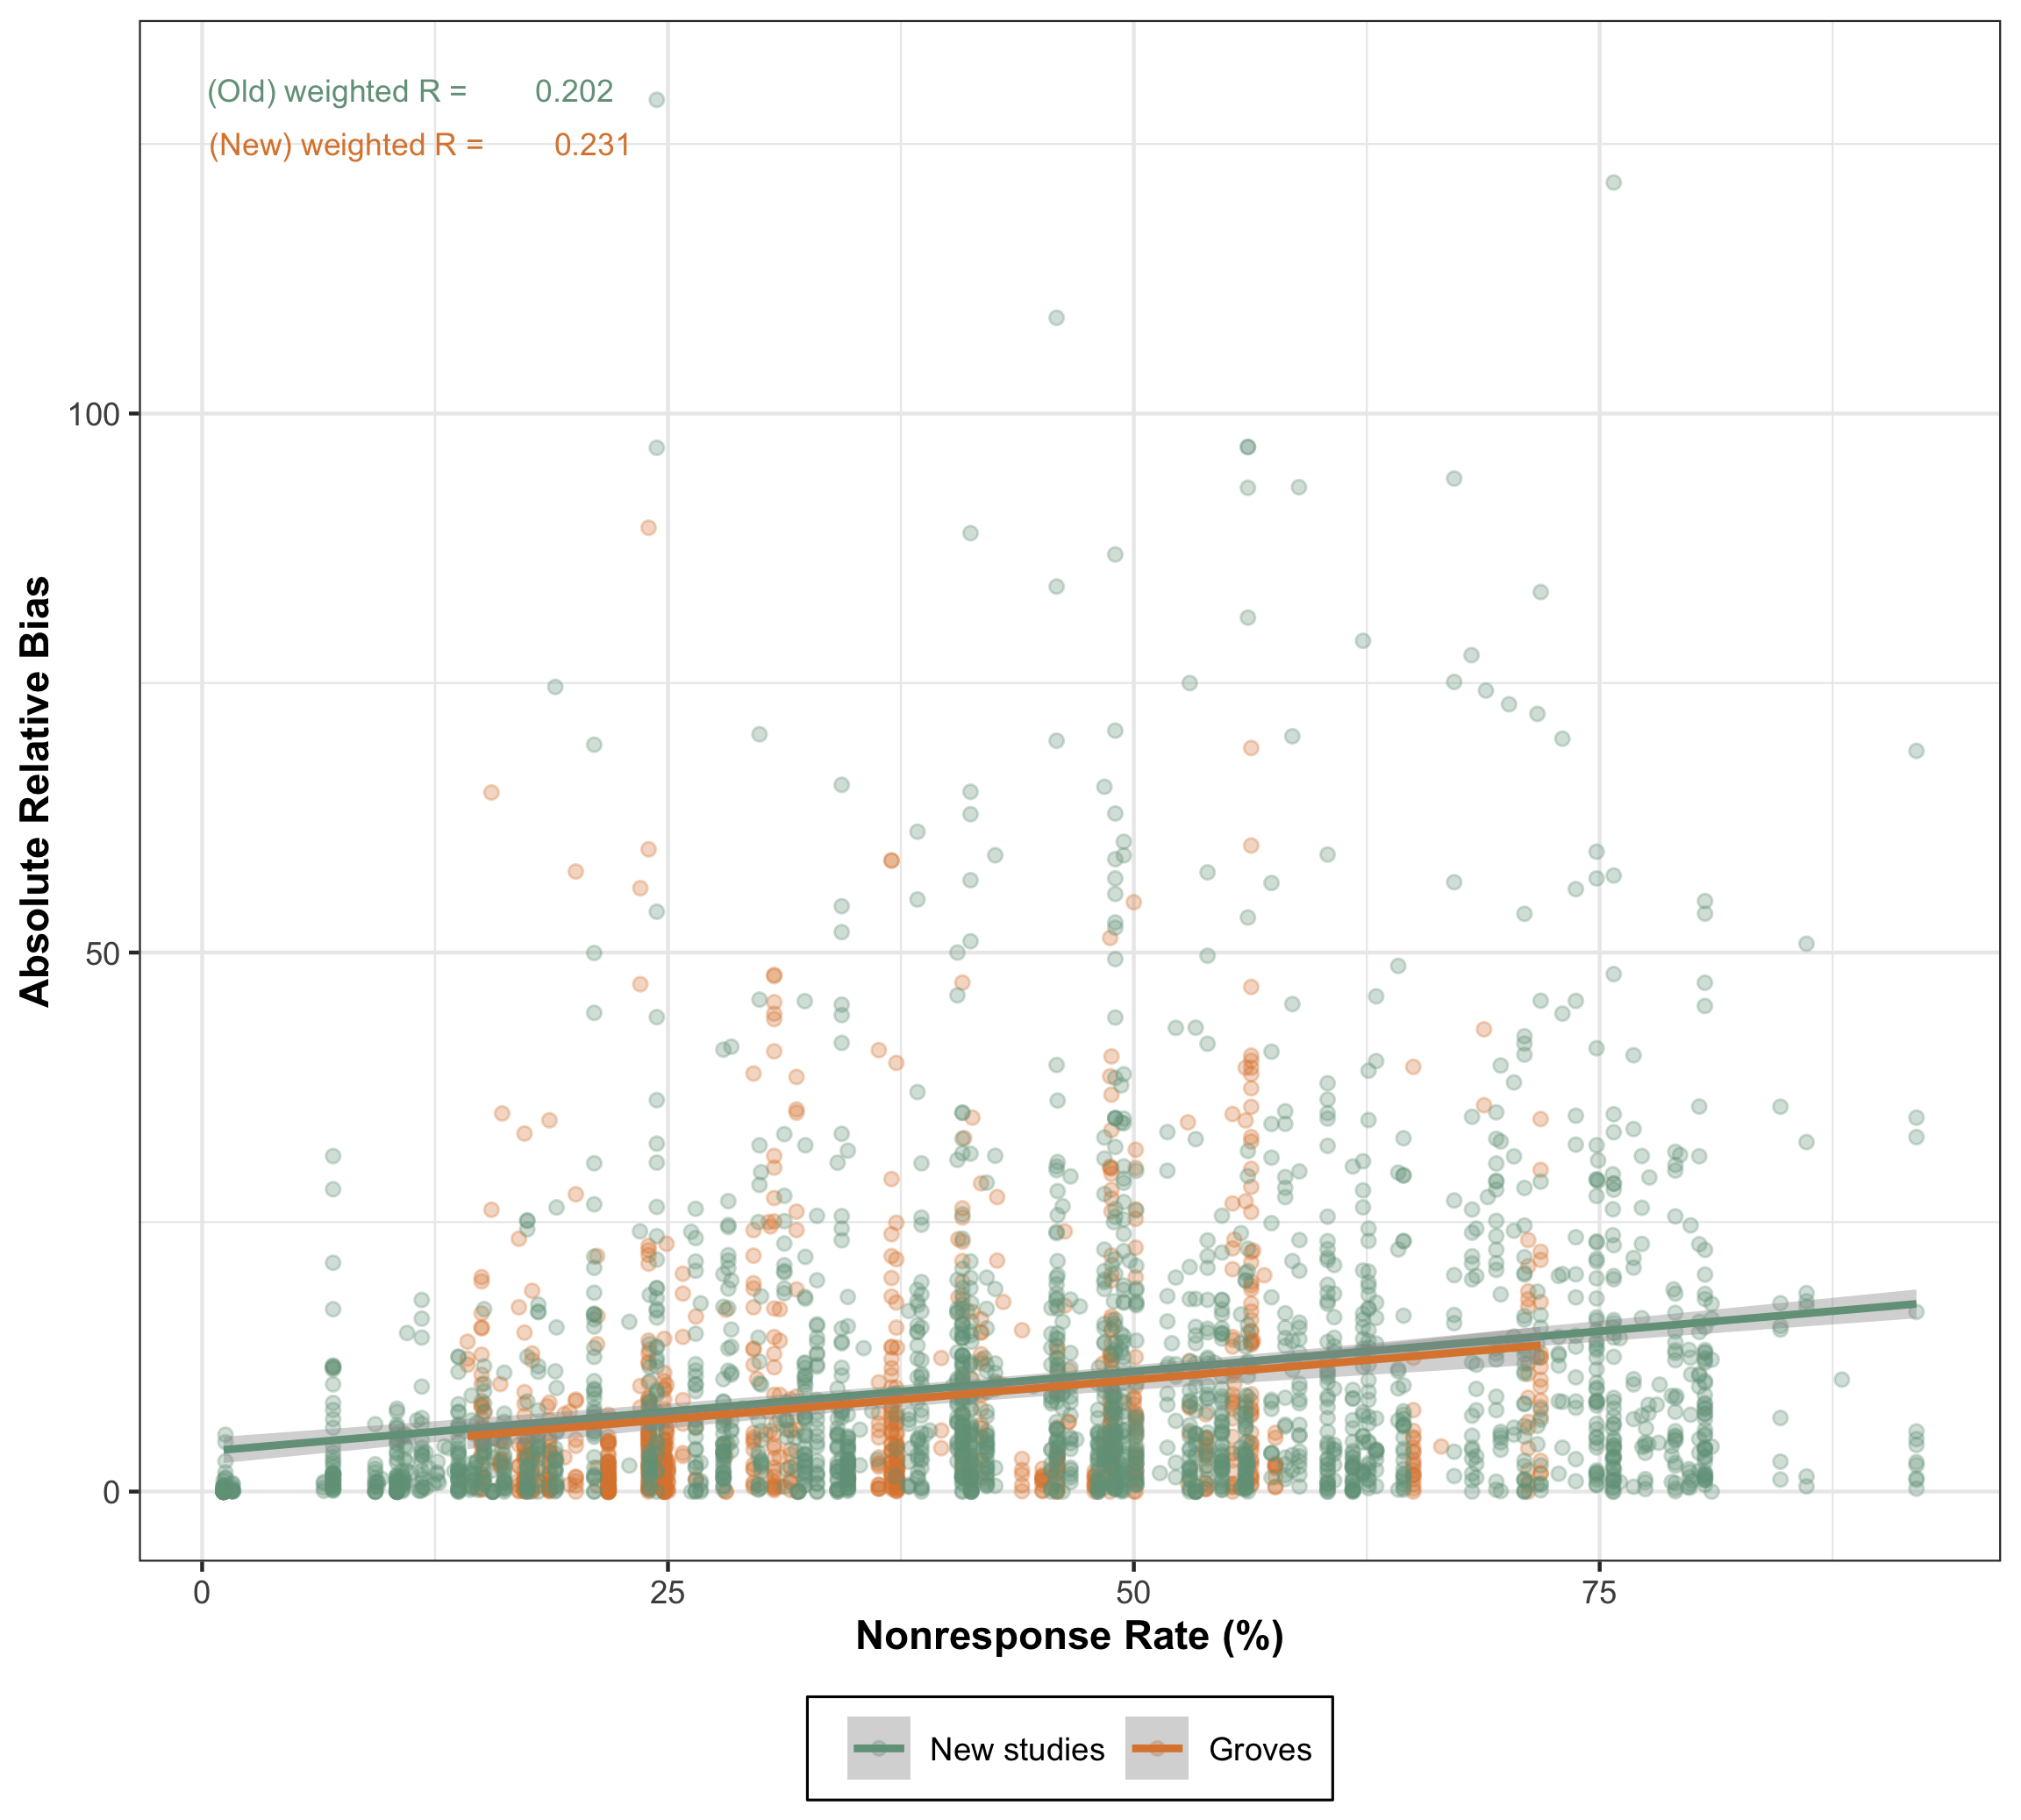 (Old) weighted R = 0.202
(New) weighted R = 0.231
Absolute Relative Bias
100
50
0
0 25 50 75
Nonresponse Rate (%)
New studies Groves